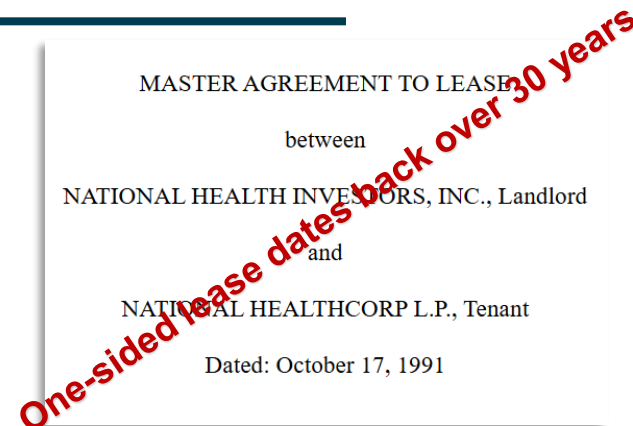 MASTER AGREEMENT TO LEASE
between
NATIONAL HEALTH INVESTORS, INC., Landlord
and
NATIONAL HEALTHCORP L.P., Tenant
Dated: October 17, 1991
One-sided lease dates back over 30 years